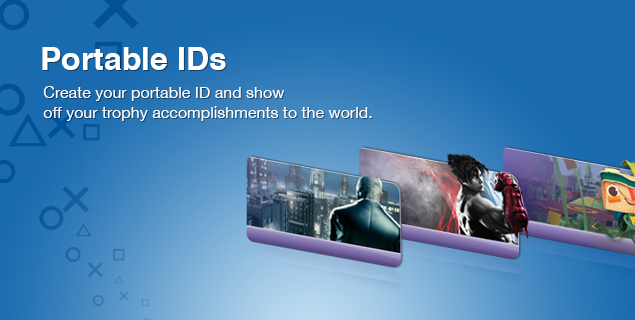 Portable IDs
Create your portable ID and show
off your trophy accomplishments to the world.